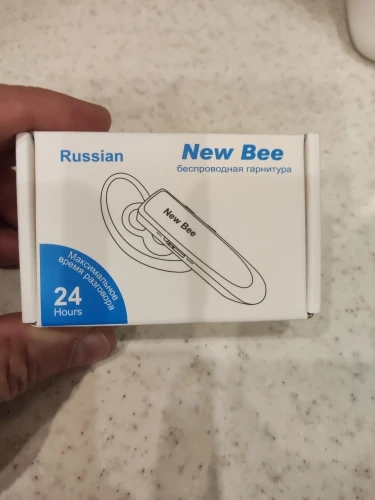 Russian
New Bee
беспроводная гарнитура
New Bee
Максимальное
время разговора
24
Hours